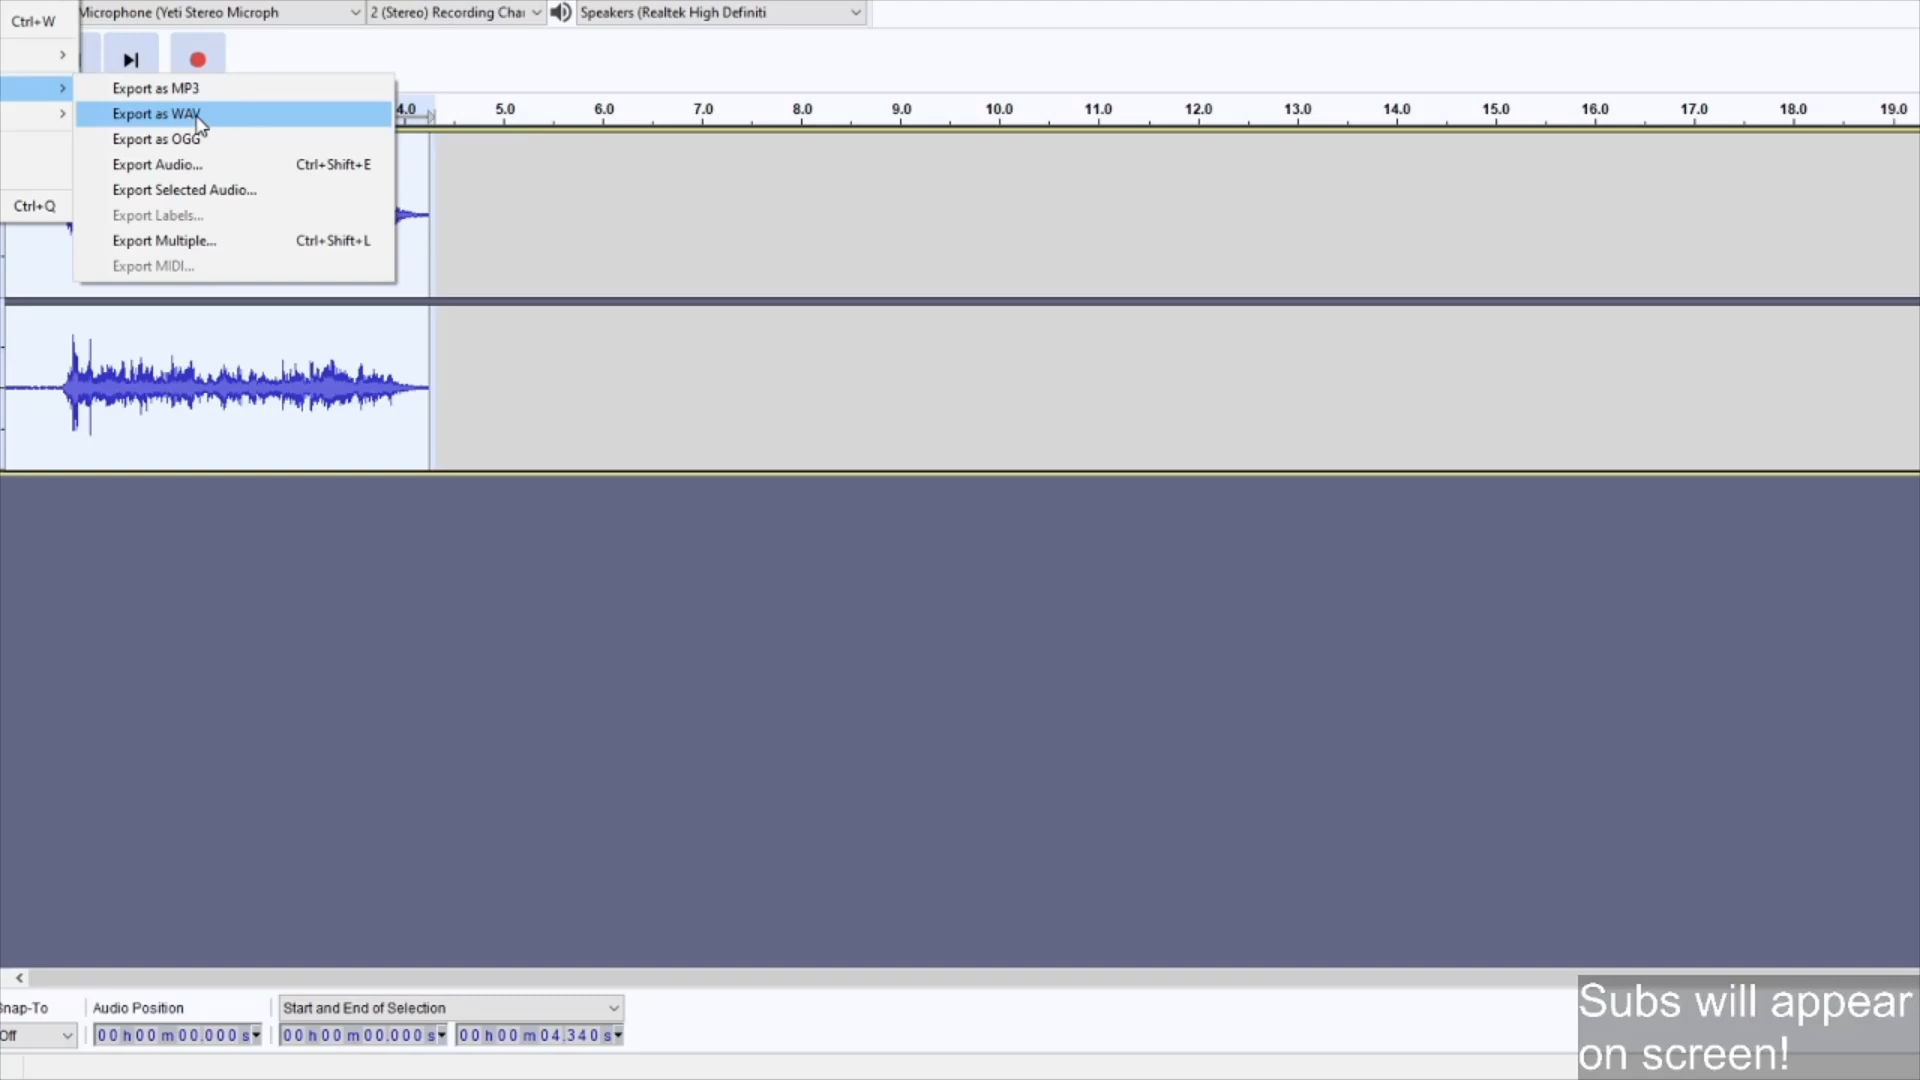 Ctrl+W
Microphone (Yeti Stereo Microph
2 (Stereo) Recording Chai
Speakers (Realtek High Definiti
Export as MP3
Export as WAV
Export as OGG
Export Audio... Ctrl+Shift+E
Export Selected Audio...
Export Labels...
Export Multiple... Ctrl+Shift+L
Export MIDI...
Ctrl+Q
4.0 5.0 6.0 7.0 8.0 9.0 10.0 11.0 12.0 13.0 14.0 15.0 16.0 17.0 18.0 19.0
Snap-To
Audio Position
Start and End of Selection
Off
00 h 00 m 00.000 s
00 h 00 m 00.000 s
00 h 00 m 04.340 s
Subs will appear
on screen!